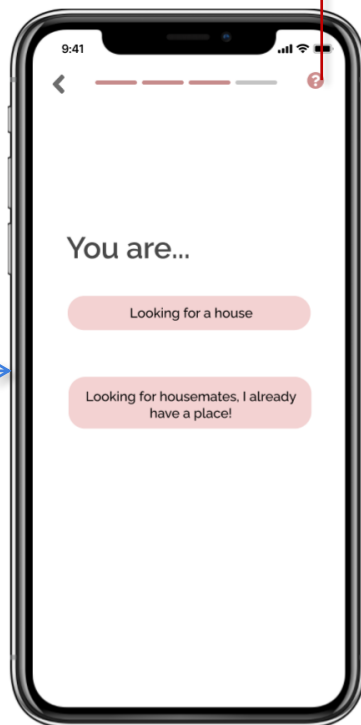 9:41
?
You are...
Looking for a house
Looking for housemates, I already
have a place!